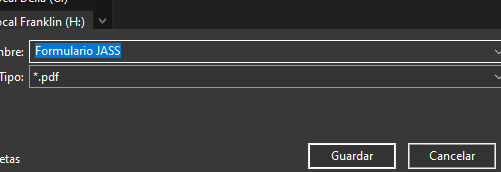 ocal Franklin (H:)
mbre: Formulario JASS
Tipo: *.pdf
Guardar Cancelar
etas